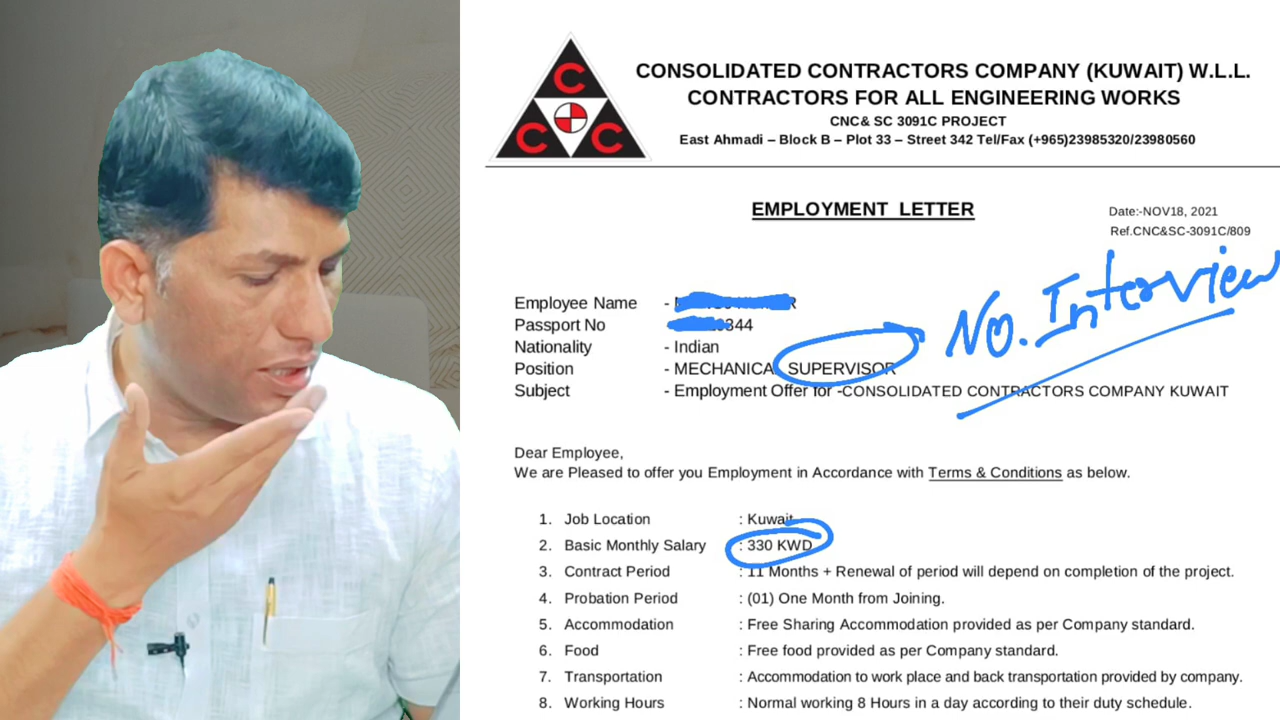 C
C C
CONSOLIDATED CONTRACTORS COMPANY (KUWAIT) W.L.L.
CONTRACTORS FOR ALL ENGINEERING WORKS
CNC& SC 3091C PROJECT
East Ahmadi – Block B – Plot 33 – Street 342 Tel/Fax (+965)23985320/23980560
EMPLOYMENT LETTER
Date:-NOV18, 2021
Ref.CNC&SC-3091C/809
No. Interview
Employee Name -
Passport No - 344
Nationality - Indian
Position - MECHANICAL SUPERVISOR
Subject - Employment Offer for -CONSOLIDATED CONTRACTORS COMPANY KUWAIT
Dear Employee,
We are Pleased to offer you Employment in Accordance with Terms & Conditions as below.
1. Job Location : Kuwait
2. Basic Monthly Salary : 330 KWD
3. Contract Period : 11 Months + Renewal of period will depend on completion of the project.
4. Probation Period : (01) One Month from Joining.
5. Accommodation : Free Sharing Accommodation provided as per Company standard.
6. Food : Free food provided as per Company standard.
7. Transportation : Accommodation to work place and back transportation provided by company.
8. Working Hours : Normal working 8 Hours in a day according to their duty schedule.